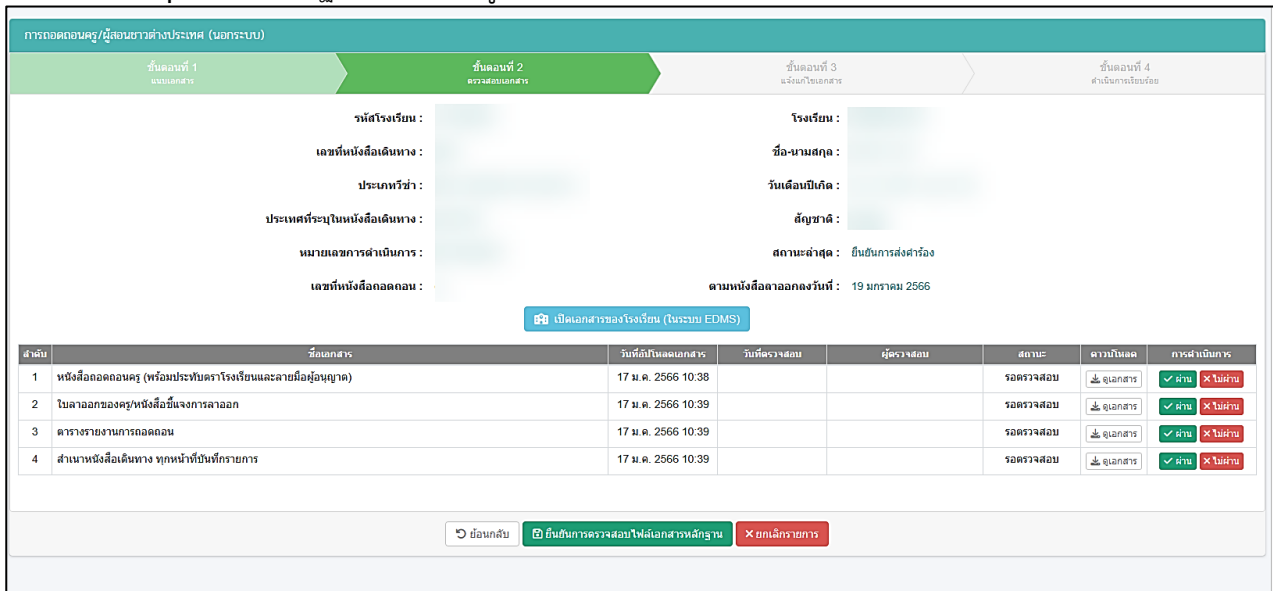 การถอดถอนครู/ผู้สอนชาวต่างประเทศ (นอกระบบ)
ขั้นตอนที่ 1
แนบเอกสาร
ขั้นตอนที่ 2
ตรวจสอบเอกสาร
ขั้นตอนที่ 3
แจ้งแก้ไขเอกสาร
ขั้นตอนที่ 4
ดำเนินการเรียบร้อย
รหัสโรงเรียน : โรงเรียน :
เลขที่หนังสือเดินทาง : ชื่อ-นามสกุล :
ประเภทวีซ่า : วันเดือนปีเกิด :
ประเทศที่ระบุในหนังสือเดินทาง : สัญชาติ :
หมายเลขการดำเนินการ : สถานะล่าสุด : ยืนยันการส่งคำร้อง
เลขที่หนังสือถอดถอน : ตามหนังสือลาออกลงวันที่ : 19 มกราคม 2566
เปิดเอกสารของโรงเรียน (ในระบบ EDMS)
ลำดับ ชื่อเอกสาร วันที่อัปโหลดเอกสาร วันที่ตรวจสอบ ผู้ตรวจสอบ สถานะ ดาวน์โหลด การดำเนินการ
1 หนังสือถอดถอนครู (พร้อมประทับตราโรงเรียนและลายมือผู้อนุญาต) 17 ม.ค. 2566 10:38 รอตรวจสอบ ดูเอกสาร ผ่าน ไม่ผ่าน
2 ใบลาออกของครู/หนังสือชี้แจงการลาออก 17 ม.ค. 2566 10:39 รอตรวจสอบ ดูเอกสาร ผ่าน ไม่ผ่าน
3 ตารางรายงานการถอดถอน 17 ม.ค. 2566 10:39 รอตรวจสอบ ดูเอกสาร ผ่าน ไม่ผ่าน
4 สำเนาหนังสือเดินทาง ทุกหน้าที่บันทึกรายการ 17 ม.ค. 2566 10:39 รอตรวจสอบ ดูเอกสาร ผ่าน ไม่ผ่าน
ย้อนกลับ ยืนยันการตรวจสอบไฟล์เอกสารหลักฐาน ยกเลิกรายการ